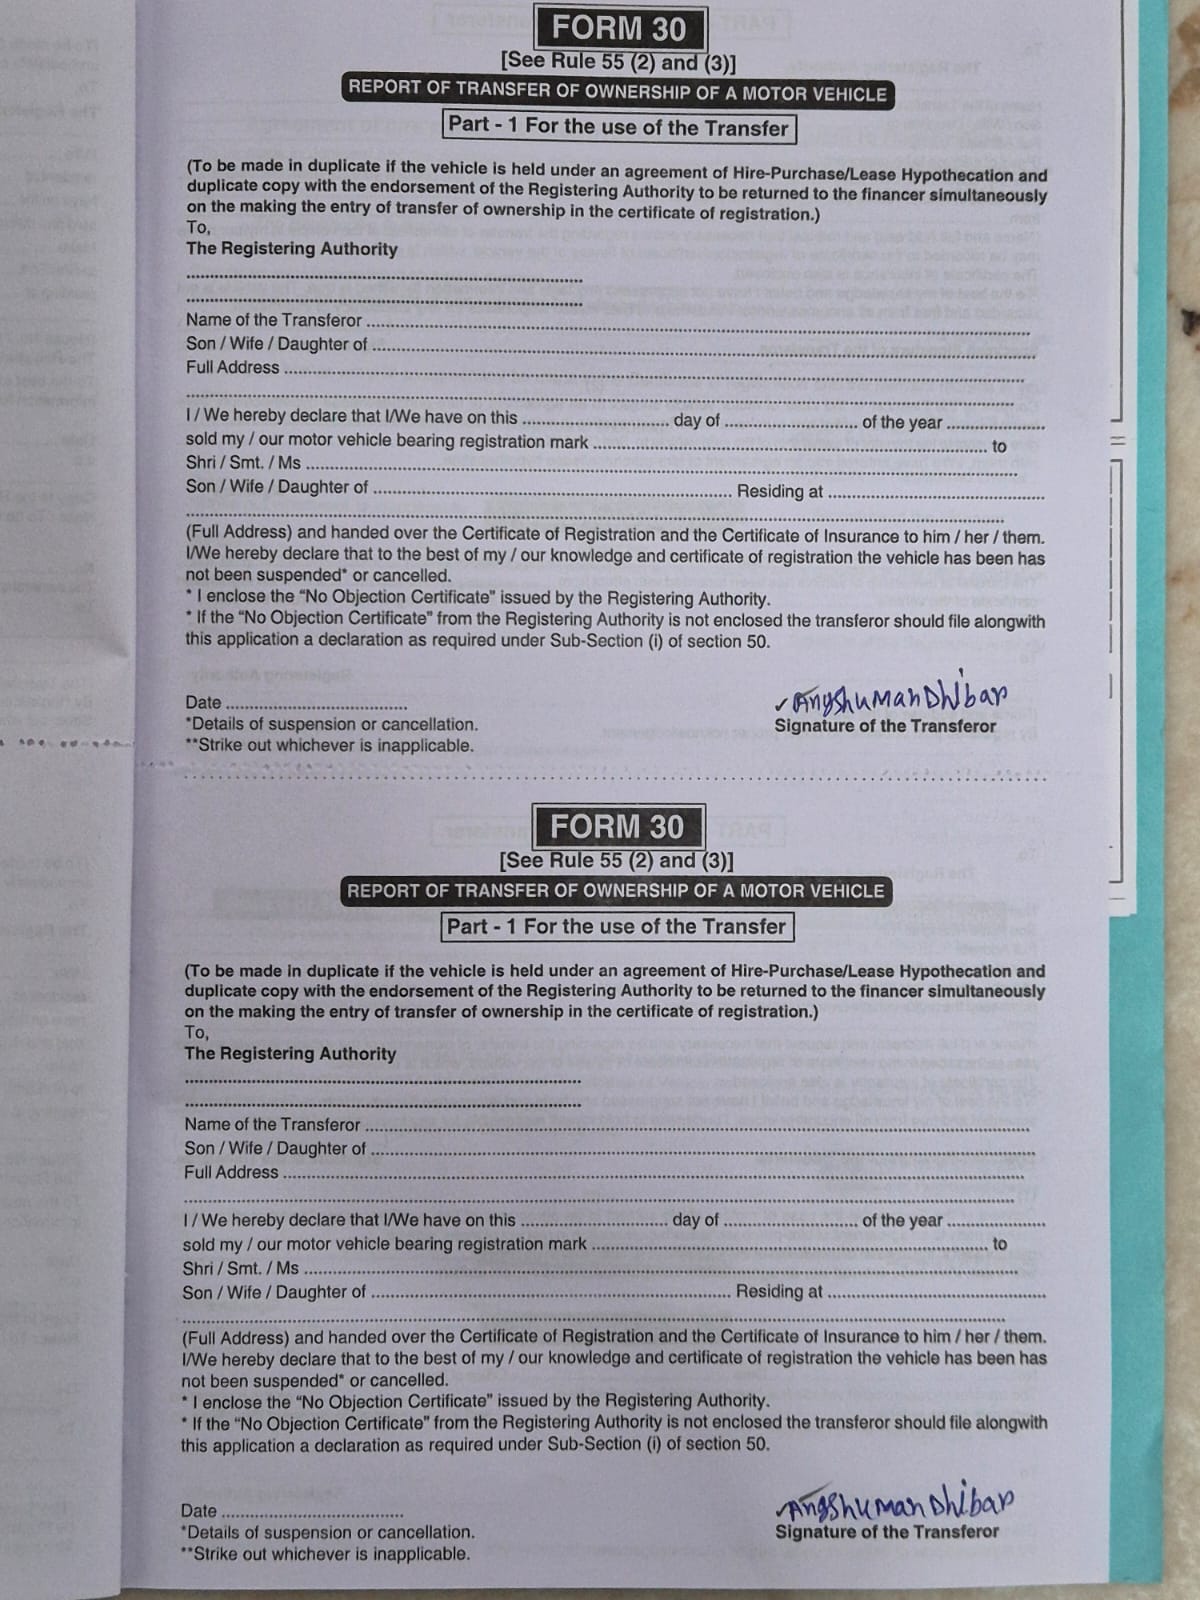 FORM 30
[See Rule 55 (2) and (3)]
REPORT OF TRANSFER OF OWNERSHIP OF A MOTOR VEHICLE
Part - 1 For the use of the Transfer
(To be made in duplicate if the vehicle is held under an agreement of Hire-Purchase/Lease Hypothecation and
duplicate copy with the endorsement of the Registering Authority to be returned to the financer simultaneously
on the making the entry of transfer of ownership in the certificate of registration.)
To,
The Registering Authority
................................................................
................................................................
Name of the Transferor ................................................................
Son / Wife / Daughter of ................................................................
Full Address ................................................................
................................................................
I / We hereby declare that I/We have on this ................ day of ................ of the year ................
sold my / our motor vehicle bearing registration mark ................................ to
Shri / Smt. / Ms ................................................................
Son / Wife / Daughter of ................................ Residing at ................................
................................................................
(Full Address) and handed over the Certificate of Registration and the Certificate of Insurance to him / her / them.
I/We hereby declare that to the best of my / our knowledge and certificate of registration the vehicle has been has
not been suspended* or cancelled.
* I enclose the “No Objection Certificate” issued by the Registering Authority.
* If the “No Objection Certificate” from the Registering Authority is not enclosed the transferor should file alongwith
this application a declaration as required under Sub-Section (i) of section 50.
Angshuman Dhibar
Date ................................
Signature of the Transferor
*Details of suspension or cancellation.
**Strike out whichever is inapplicable.
FORM 30
[See Rule 55 (2) and (3)]
REPORT OF TRANSFER OF OWNERSHIP OF A MOTOR VEHICLE
Part - 1 For the use of the Transfer
(To be made in duplicate if the vehicle is held under an agreement of Hire-Purchase/Lease Hypothecation and
duplicate copy with the endorsement of the Registering Authority to be returned to the financer simultaneously
on the making the entry of transfer of ownership in the certificate of registration.)
To,
The Registering Authority
................................................................
................................................................
Name of the Transferor ................................................................
Son / Wife / Daughter of ................................................................
Full Address ................................................................
................................................................
I / We hereby declare that I/We have on this ................ day of ................ of the year ................
sold my / our motor vehicle bearing registration mark ................................ to
Shri / Smt. / Ms ................................................................
Son / Wife / Daughter of ................................ Residing at ................................
................................................................
(Full Address) and handed over the Certificate of Registration and the Certificate of Insurance to him / her / them.
I/We hereby declare that to the best of my / our knowledge and certificate of registration the vehicle has been has
not been suspended* or cancelled.
* I enclose the “No Objection Certificate” issued by the Registering Authority.
* If the “No Objection Certificate” from the Registering Authority is not enclosed the transferor should file alongwith
this application a declaration as required under Sub-Section (i) of section 50.
Angshuman Dhibar
Date ................................
Signature of the Transferor
*Details of suspension or cancellation.
**Strike out whichever is inapplicable.